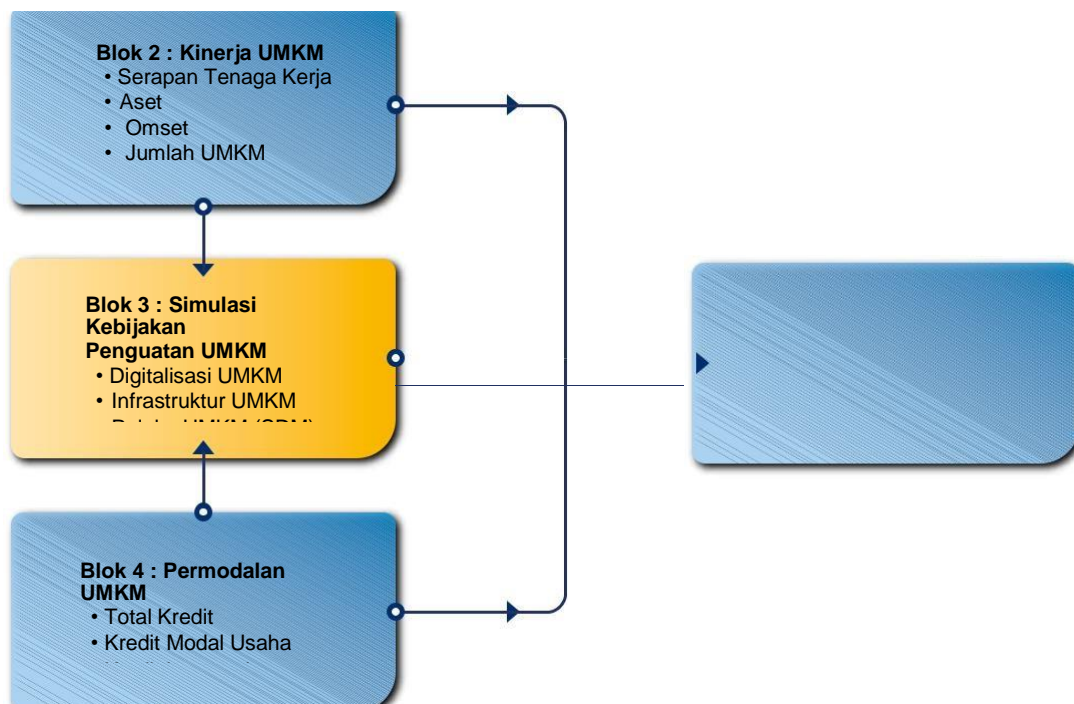 Blok 2 : Kinerja UMKM
• Serapan Tenaga Kerja
• Aset
• Omset
• Jumlah UMKM
Blok 3 : Simulasi
Kebijakan
Penguatan UMKM
• Digitalisasi UMKM
• Infrastruktur UMKM
Blok 4 : Permodalan
UMKM
• Total Kredit
• Kredit Modal Usaha